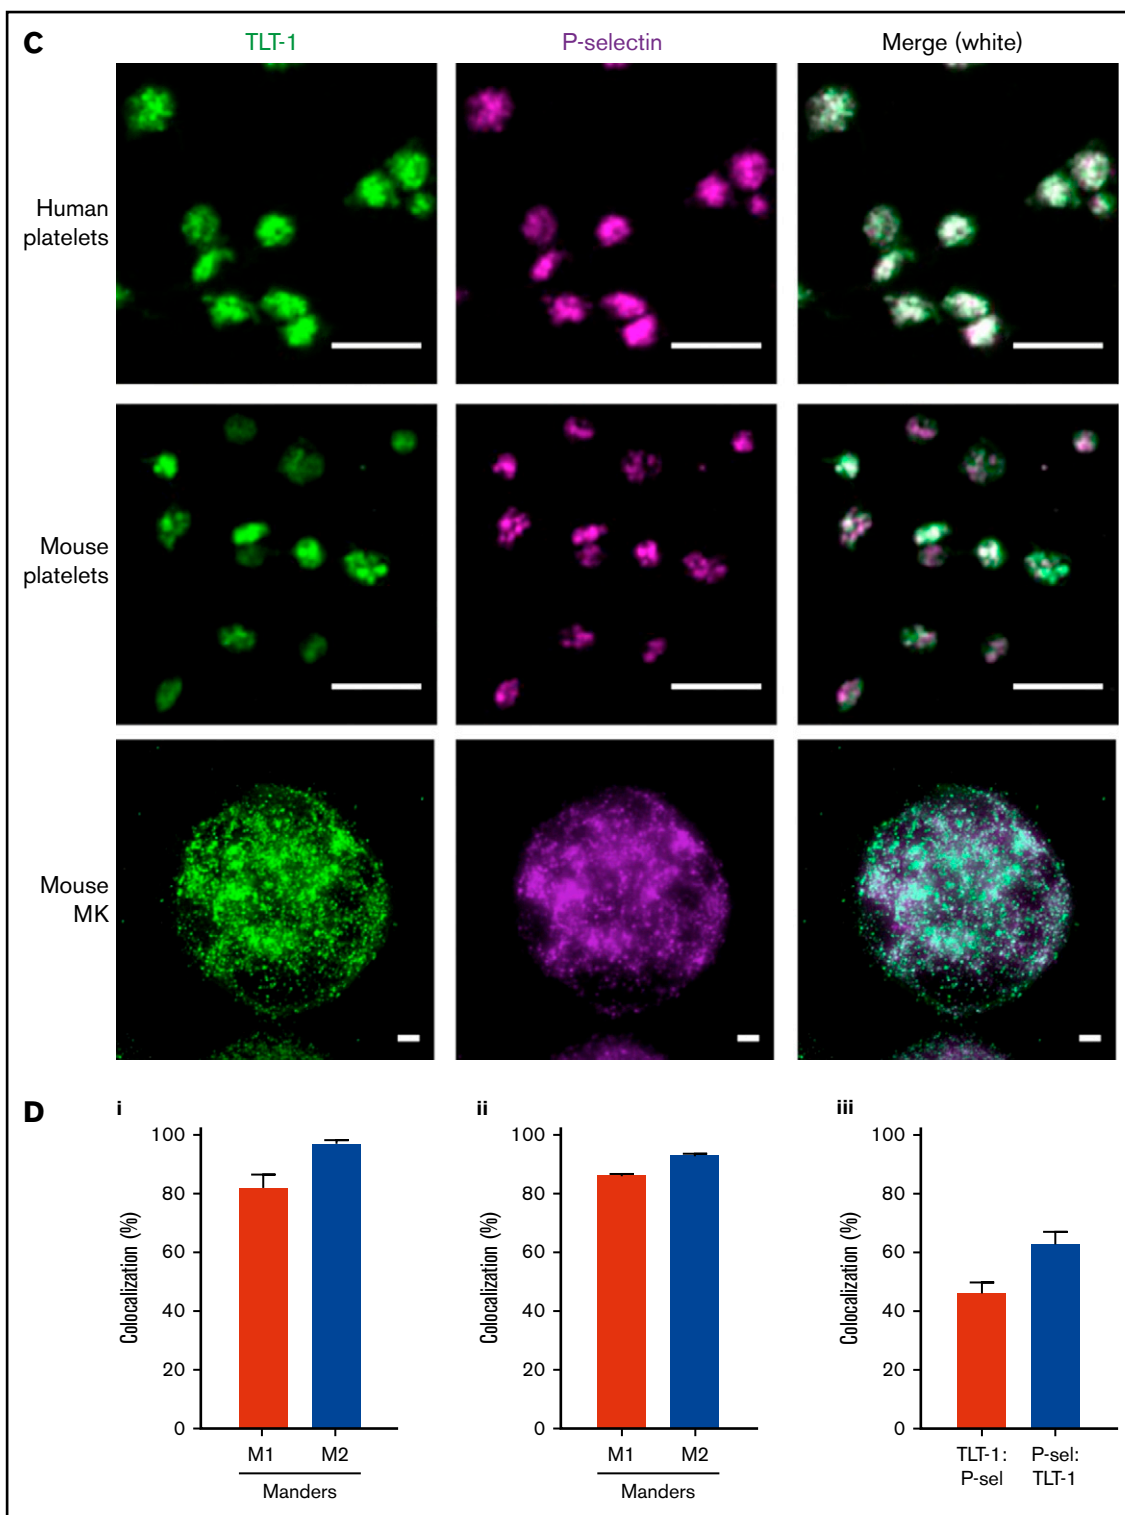 C
TLT-1
P-selectin
Merge (white)
Human
platelets
Mouse
platelets
Mouse
MK
D
i
ii
iii
Colocalization (%)
100
80
60
40
20
0
M1
M2
Manders
Colocalization (%)
100
80
60
40
20
0
M1
M2
Manders
Colocalization (%)
100
80
60
40
20
0
TLT-1:
P-sel
P-sel:
TLT-1